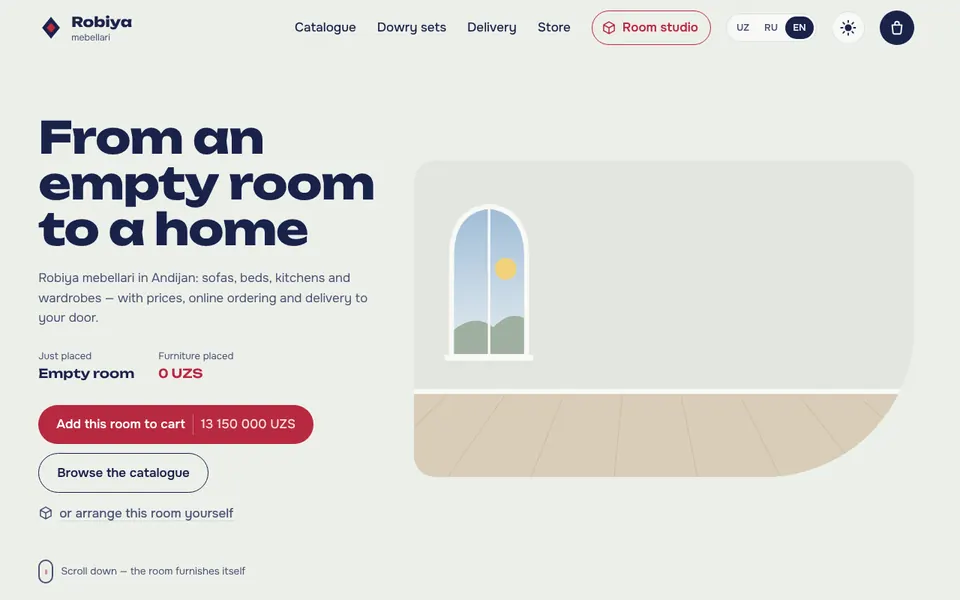 Robiya
mebellari
Catalogue
Dowry sets
Delivery
Store
Room studio
UZ
RU
EN
From an
empty room
to a home
Robiya mebellari in Andijan: sofas, beds, kitchens and
wardrobes — with prices, online ordering and delivery to
your door.
Just placed
Empty room
Furniture placed
0 UZS
Add this room to cart
13 150 000 UZS
Browse the catalogue
or arrange this room yourself
Scroll down — the room furnishes itself